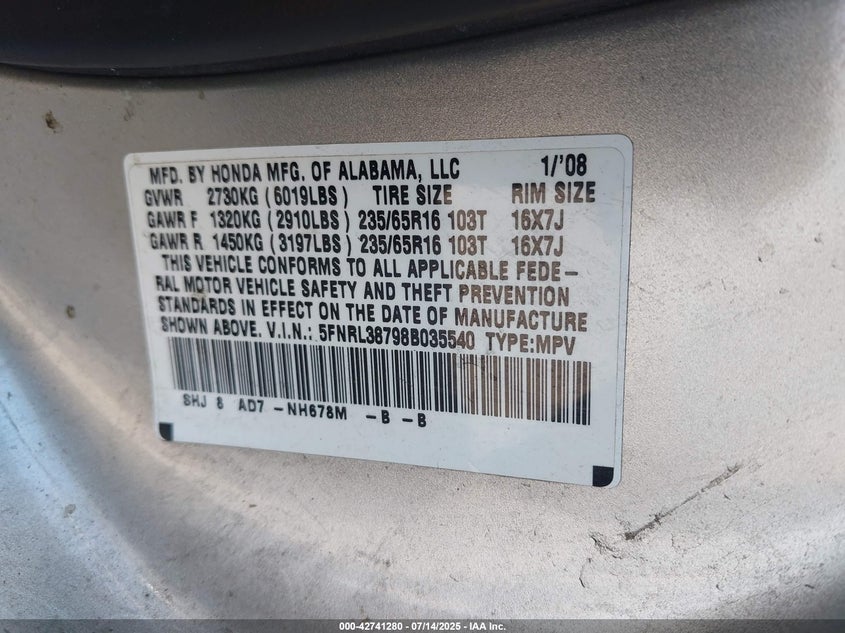 MFD. BY HONDA MFG. OF ALABAMA, LLC 1/'08
GVWR 2730KG (6019LBS) TIRE SIZE RIM SIZE
GAWR F 1320KG (2910LBS) 235/65R16 103T 16X7J
GAWR R 1450KG (3197LBS) 235/65R16 103T 16X7J
THIS VEHICLE CONFORMS TO ALL APPLICABLE FEDE-
RAL MOTOR VEHICLE SAFETY AND THEFT PREVENTION
STANDARDS IN EFFECT ON THE DATE OF MANUFACTURE
SHOWN ABOVE. V.I.N.: 5FNRL38798B035540 TYPE:MPV
SHJ 8 AD7 -NH678M -B -B
000-42741280 - 07/14/2025 - IAA Inc.